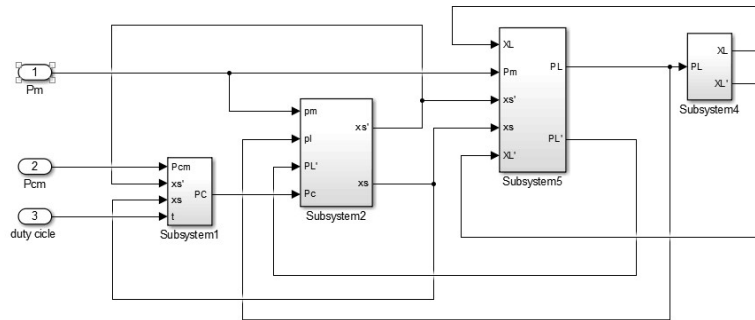 1
Pm
2
Pcm
3
duty cicle
Pcm
xs'
xs
t
PC
Subsystem1
pm
pl
PL'
Pc
xs'
xs
Subsystem2
XL
Pm
xs'
xs
XL'
PL
PL'
Subsystem5
PL
XL
XL'
Subsystem4